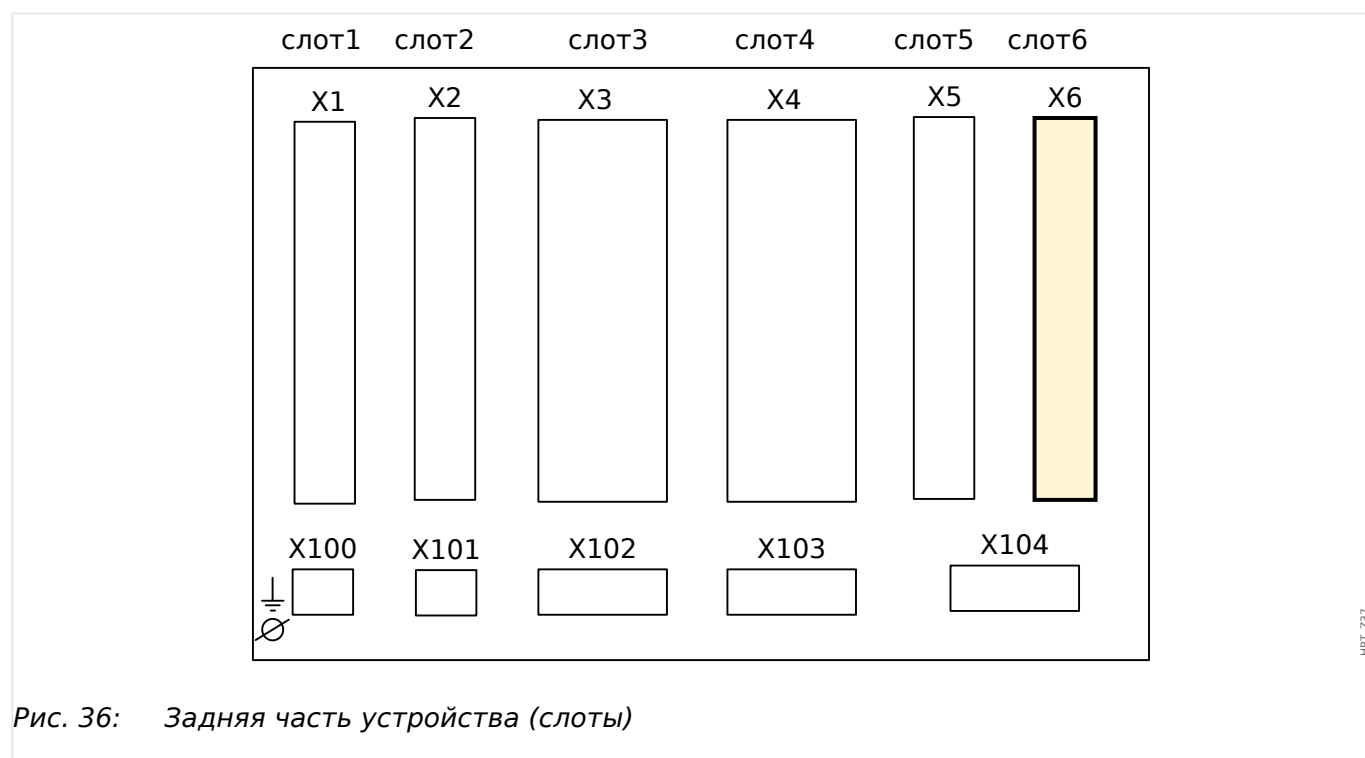 слот1 слот2 слот3 слот4 слот5 слот6
X1 X2 X3 X4 X5 X6
X100 X101 X102 X103 X104
Рис. 36: Задняя часть устройства (слоты)